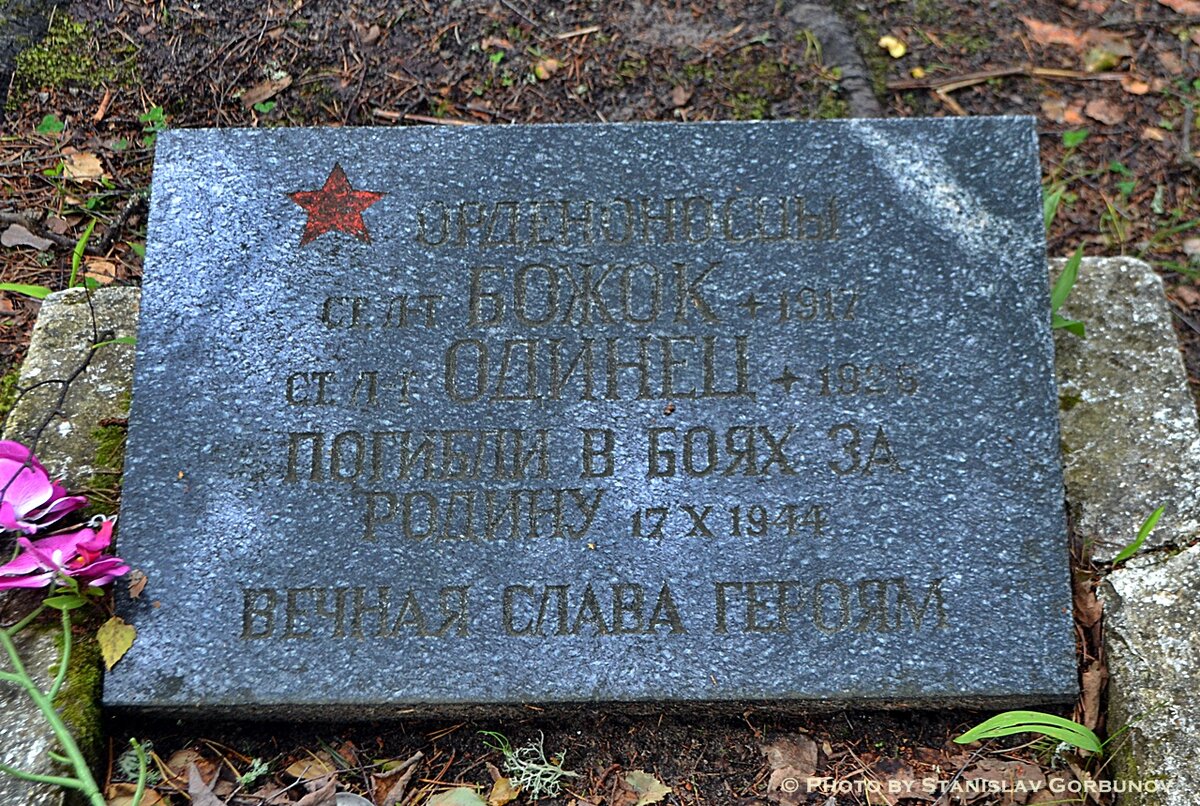 ОРДЕНОНОСЦЫ
СТ. Л-Т БОЖОК + 1917
СТ. Л-Т ОДИНЕЦ + 1926
ПОГИБЛИ В БОЯХ ЗА
РОДИНУ 17 X 1944
ВЕЧНАЯ СЛАВА ГЕРОЯМ
© PHOTO BY STANISLAV GORBUNOV